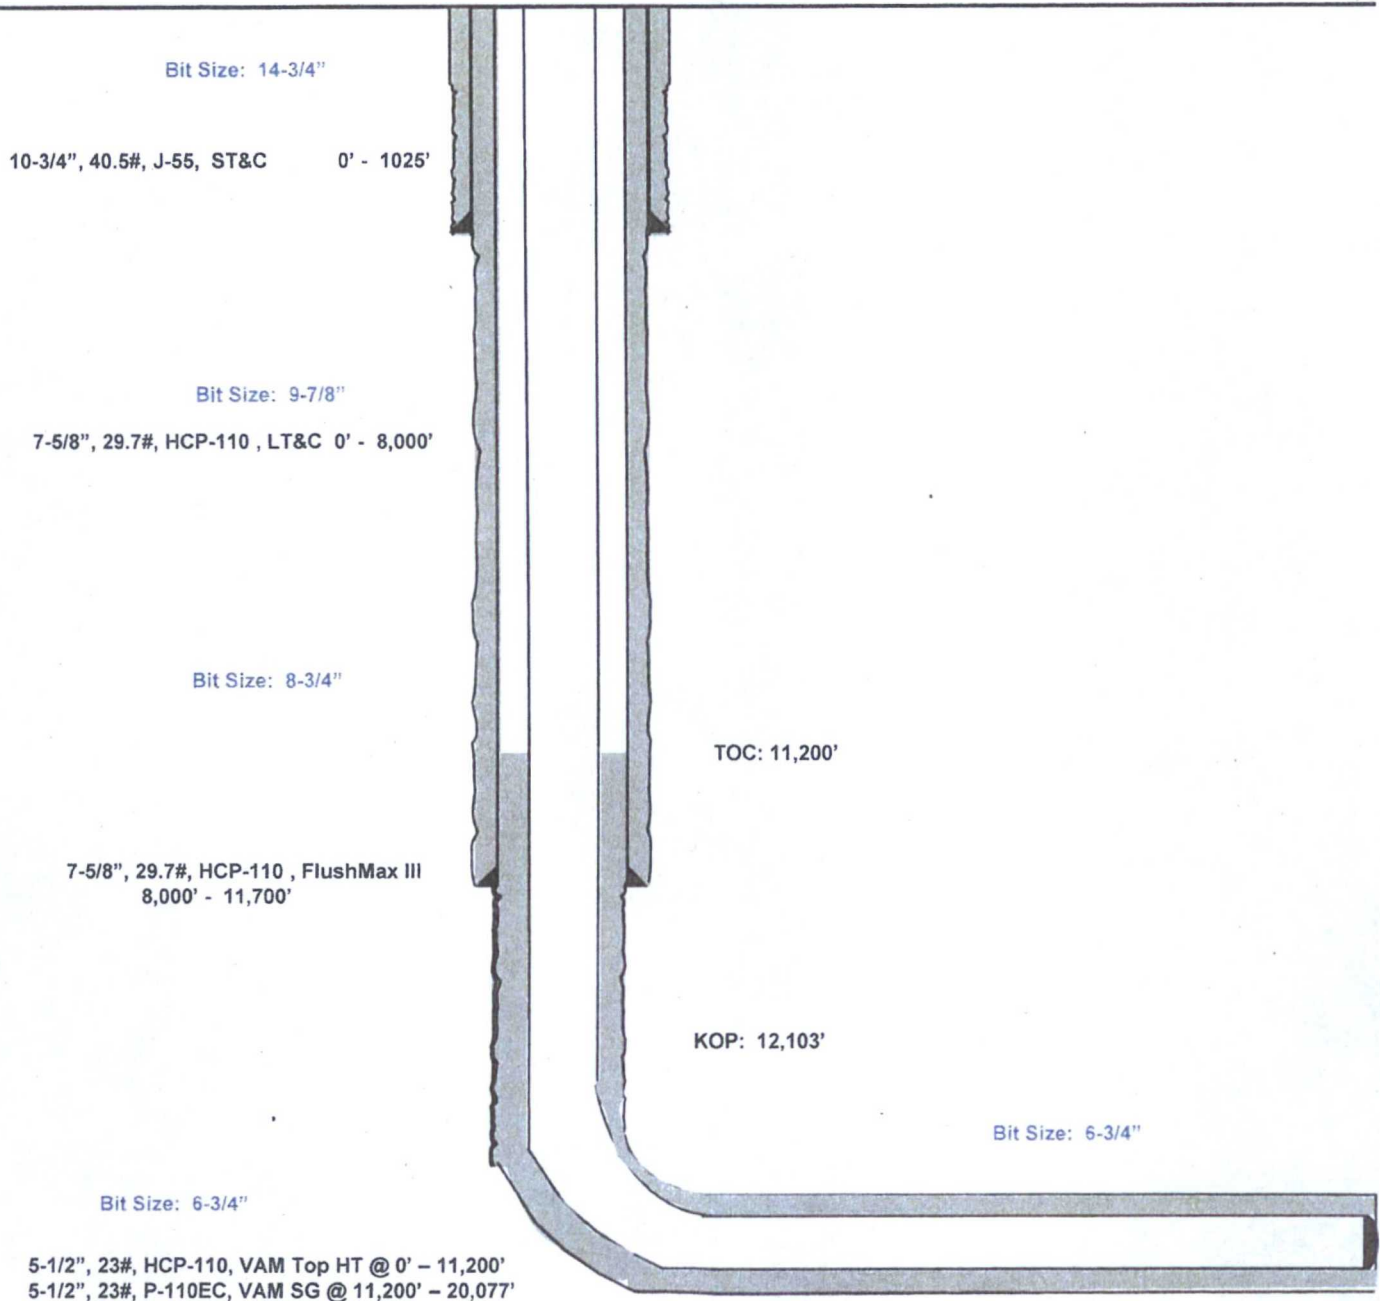 Bit Size: 14-3/4”
10-3/4”, 40.5#, J-55, ST&C 0’ - 1025’
Bit Size: 9-7/8”
7-5/8”, 29.7#, HCP-110 , LT&C 0’ - 8,000’
Bit Size: 8-3/4”
TOC: 11,200’
7-5/8”, 29.7#, HCP-110 , FlushMax III
8,000’ - 11,700’
KOP: 12,103’
Bit Size: 6-3/4”
Bit Size: 6-3/4”
5-1/2”, 23#, HCP-110, VAM Top HT @ 0’ – 11,200’
5-1/2”, 23#, P-110EC, VAM SG @ 11,200’ – 20,077’